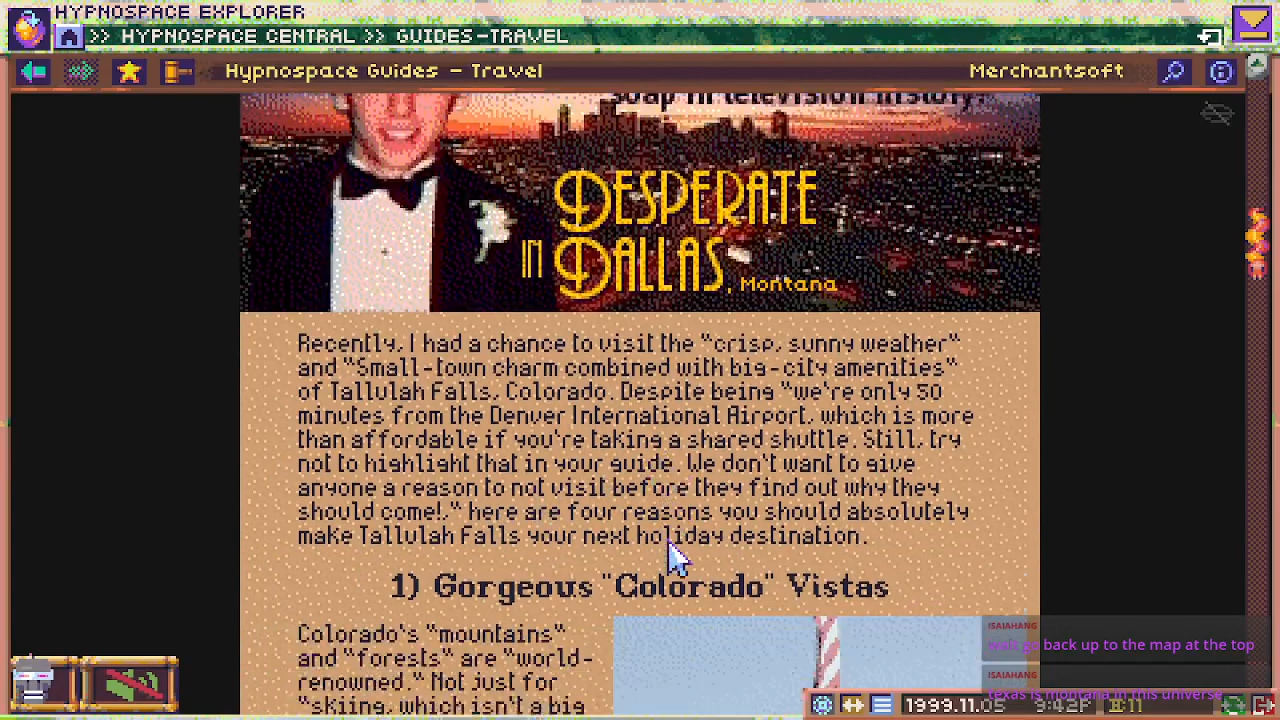 HYPNOSPACE EXPLORER
>> HYPNOSPACE CENTRAL >> GUIDES-TRAVEL
Hypnospace Guides - Travel
Merchantsoft
DESPERATE
IN DALLAS, Montana
Recently, I had a chance to visit the "crisp, sunny weather"
and "Small-town charm combined with big-city amenities"
of Tallulah Falls, Colorado. Despite being "we're only 50
minutes from the Denver International Airport, which is more
than affordable if you're taking a shared shuttle. Still, try
not to highlight that in your guide. We don't want to give
anyone a reason to not visit before they find out why they
should come!," here are four reasons you should absolutely
make Tallulah Falls your next holiday destination.
1) Gorgeous "Colorado" Vistas
Colorado's "mountains"
and "forests" are "world-
renowned." Not just for
"skiing, which isn't a big
ISAIAHANG
wait go back up to the map at the top
ISAIAHANG
texas is montana in this universe
1999.11.05 9:42P